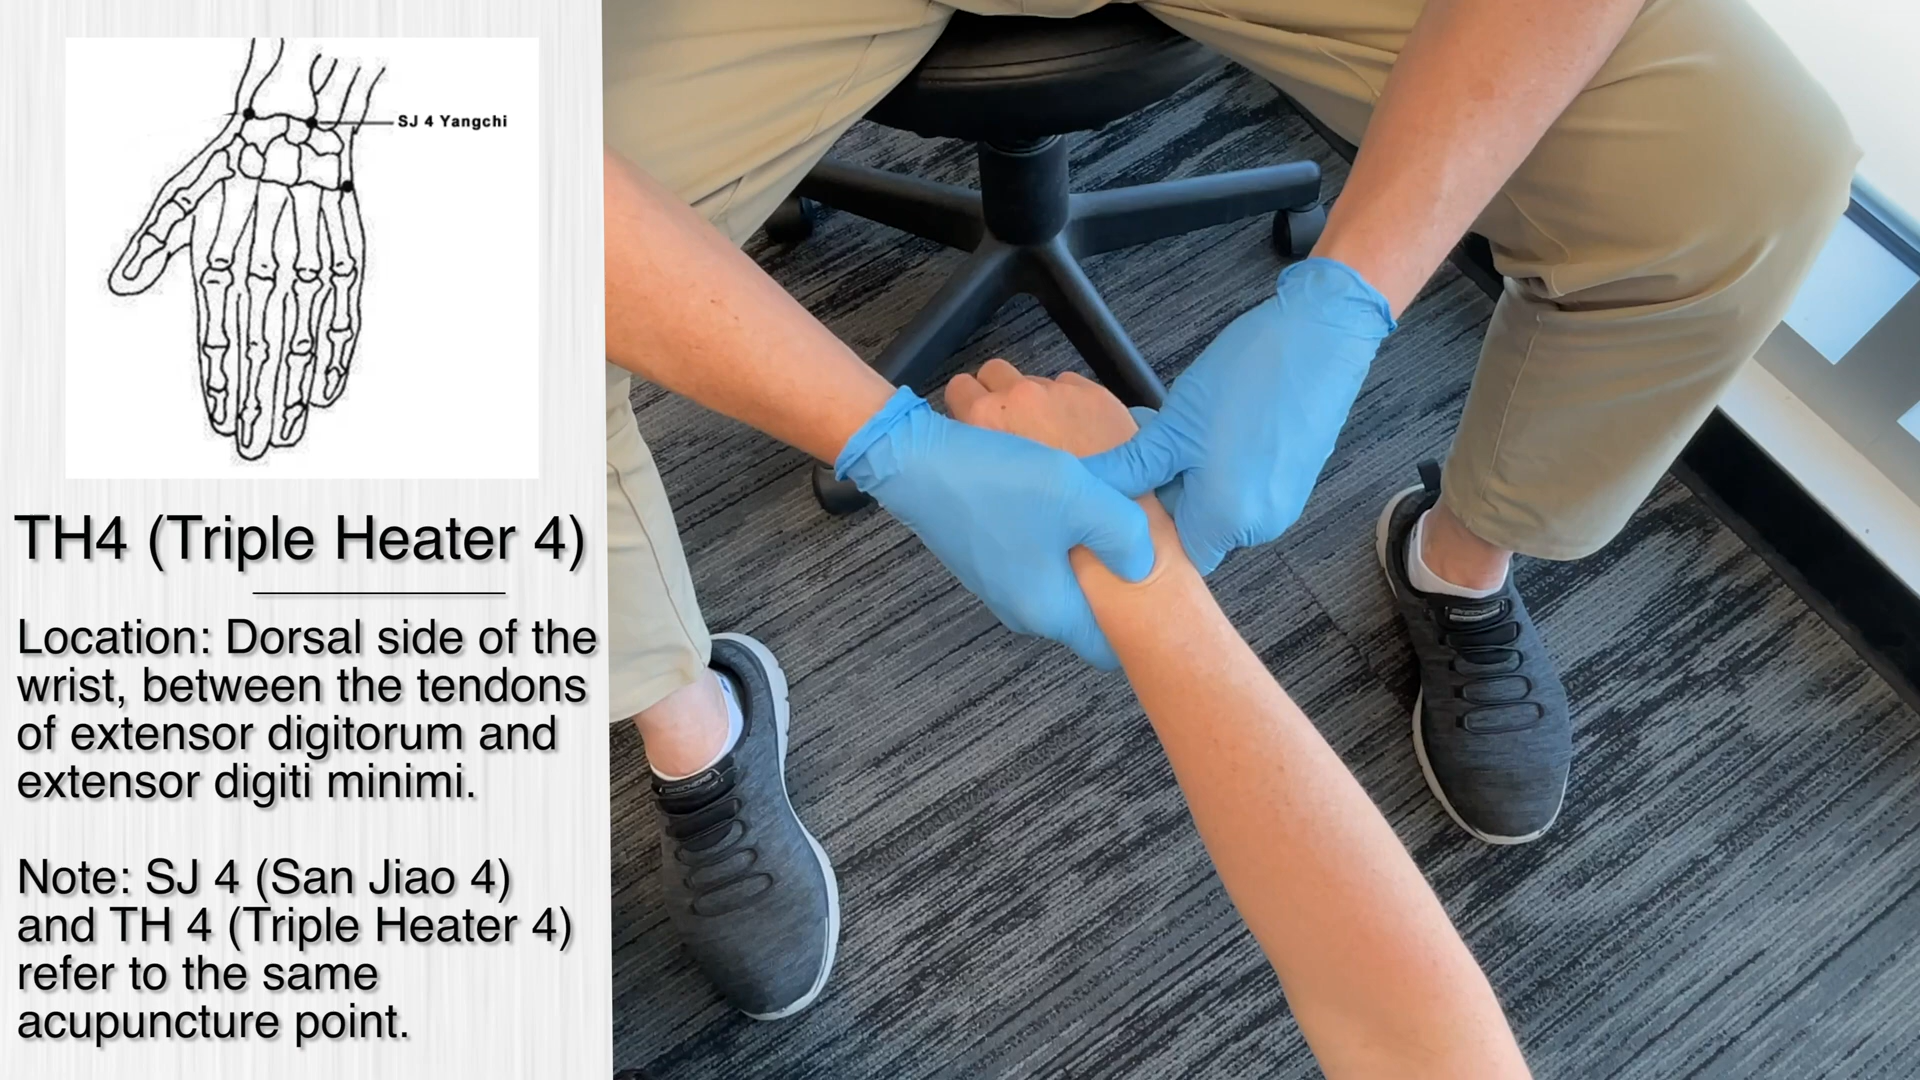 SJ 4 Yangchi
TH4 (Triple Heater 4)
Location: Dorsal side of the
wrist, between the tendons
of extensor digitorum and
extensor digiti minimi.
Note: SJ 4 (San Jiao 4)
and TH 4 (Triple Heater 4)
refer to the same
acupuncture point.